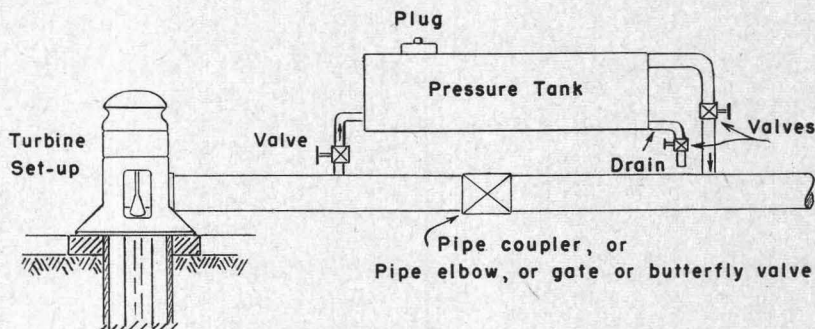 Plug
Pressure Tank
Turbine
Set-up
Valve
Valves
Drain
Pipe coupler, or
Pipe elbow, or gate or butterfly valve